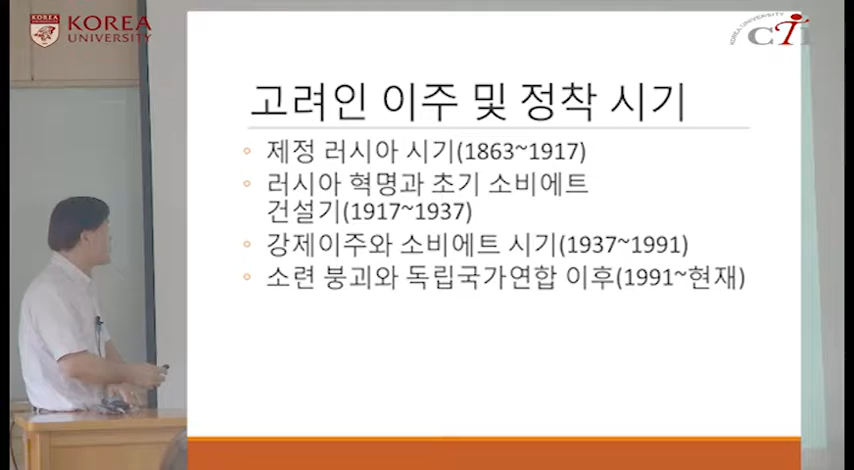 KOREA
KOREA
UNIVERSITY
KOREA UNIVERSITY
CTi
고려인 이주 및 정착 시기
제정 러시아 시기(1863~1917)
러시아 혁명과 초기 소비에트
건설기(1917~1937)
강제이주와 소비에트 시기(1937~1991)
소련 붕괴와 독립국가연합 이후(1991~현재)